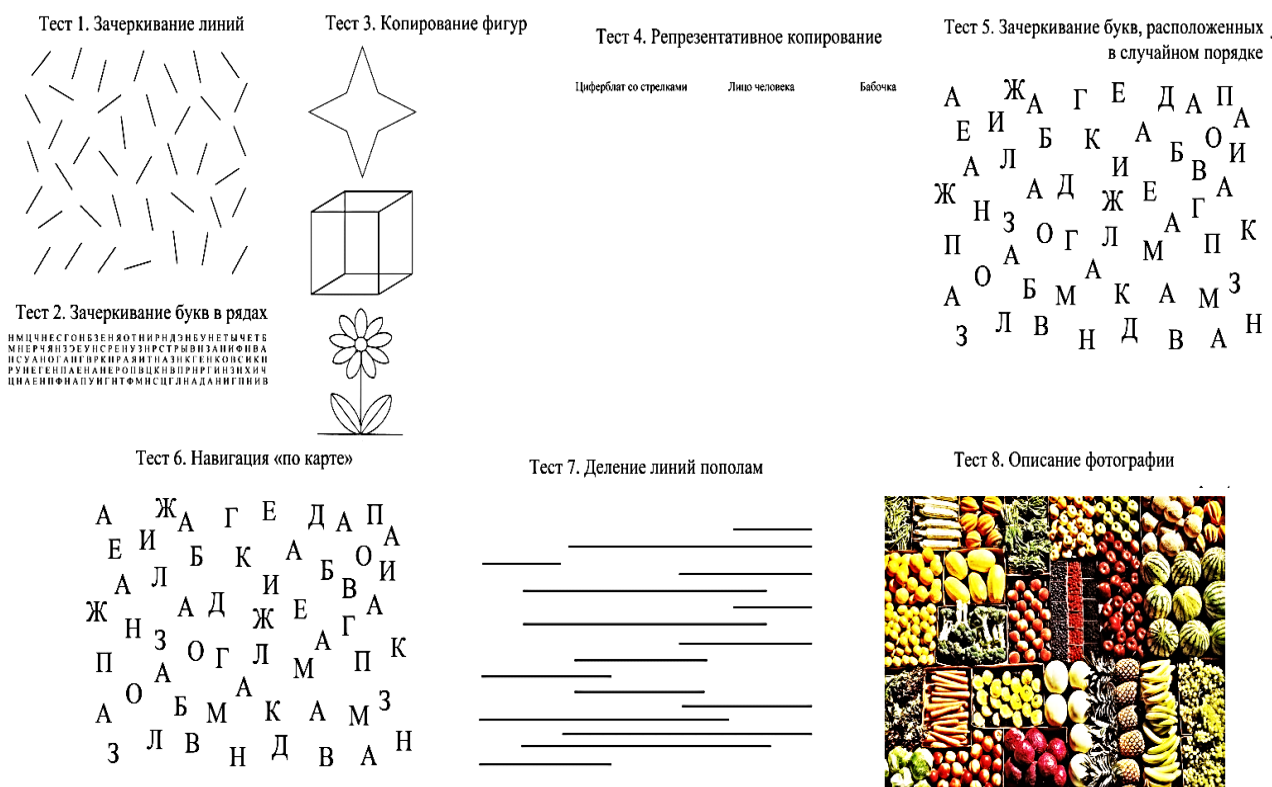 Тест 1. Зачеркивание линий
Тест 2. Зачеркивание букв в рядах
НМЦЧНЕСГОНБЗЕНЯОТНИРНДЭНБУНЕТЫЧЕТБ
Тест 3. Копирование фигур
Тест 4. Репрезентативное копирование
Циферблат со стрелками Лицо человека Бабочка
Тест 5. Зачеркивание букв, расположенных
в случайном порядке
А Ж А Г Е Д А П
Е И Б К А О А
А Л И Б В И
Ж А Д Ж Е А
Н З А Г
П О Г Л М П К
О А А
А Б М К А М З
З Л В Н Д В А Н
Тест 6. Навигация «по карте»
А Ж А Г Е Д А П
Е И Б К А О А
А Л И Б В И
Ж А Д Ж Е А
Н З А Г
П О Г Л М П К
О А А
А Б М К А М З
З Л В Н Д В А Н
Тест 7. Деление линий пополам
Тест 8. Описание фотографии